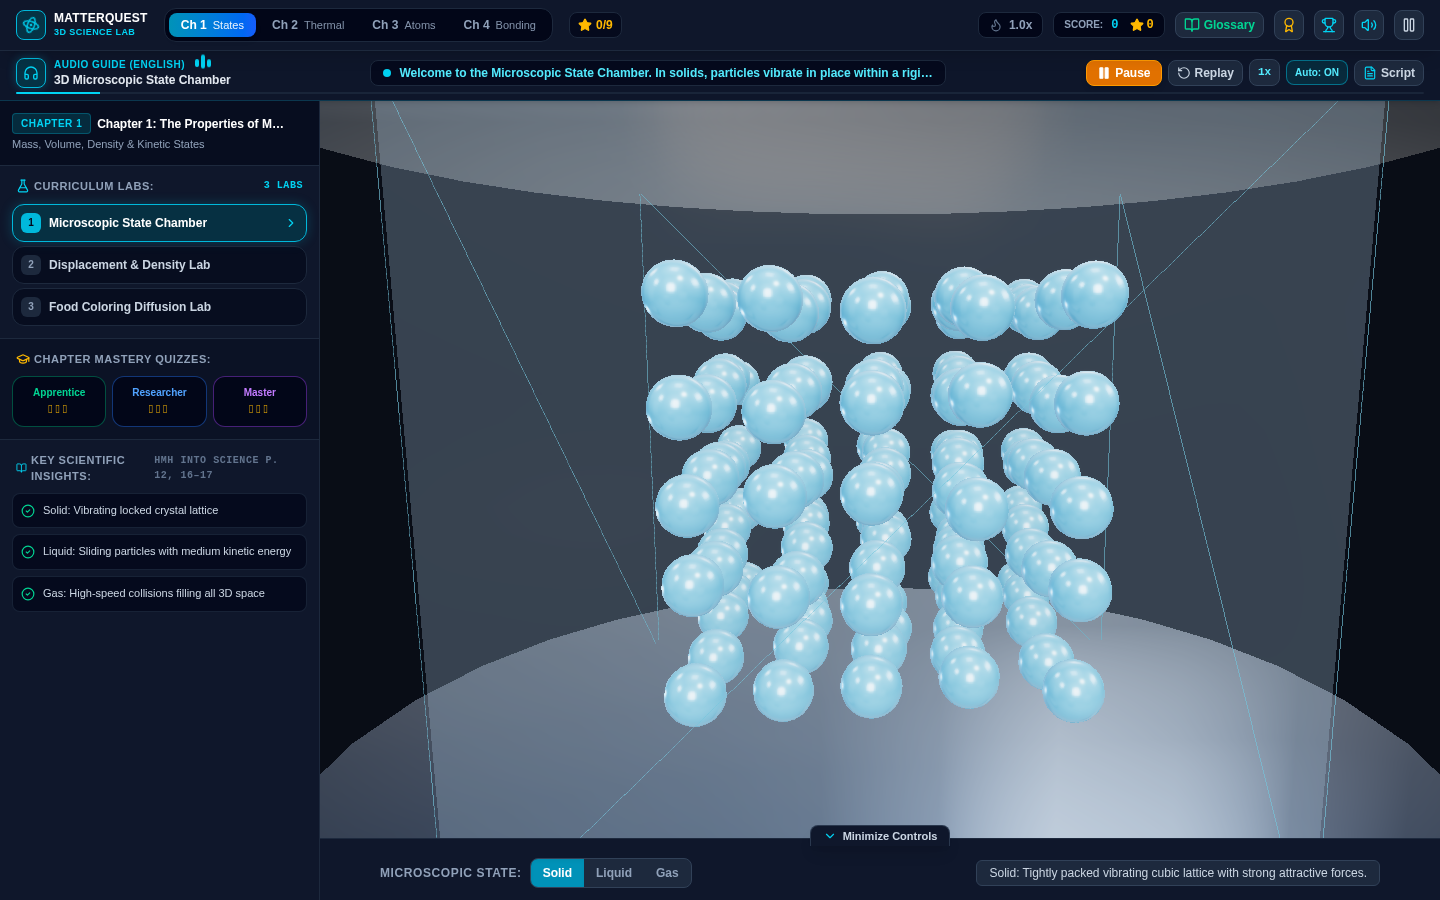 MATTERQUEST
3D SCIENCE LAB
Ch 1 States
Ch 2 Thermal
Ch 3 Atoms
Ch 4 Bonding
0/9
1.0x
SCORE: 0 0
Glossary
AUDIO GUIDE (ENGLISH)
3D Microscopic State Chamber
Welcome to the Microscopic State Chamber. In solids, particles vibrate in place within a rigi…
Pause
Replay
1x
Auto: ON
Script
CHAPTER 1 Chapter 1: The Properties of M…
Mass, Volume, Density & Kinetic States
CURRICULUM LABS: 3 LABS
1 Microscopic State Chamber
2 Displacement & Density Lab
3 Food Coloring Diffusion Lab
CHAPTER MASTERY QUIZZES:
Apprentice
Researcher
Master
KEY SCIENTIFIC
INSIGHTS:
HMH INTO SCIENCE P.
12, 16–17
Solid: Vibrating locked crystal lattice
Liquid: Sliding particles with medium kinetic energy
Gas: High-speed collisions filling all 3D space
Minimize Controls
MICROSCOPIC STATE: Solid Liquid Gas
Solid: Tightly packed vibrating cubic lattice with strong attractive forces.